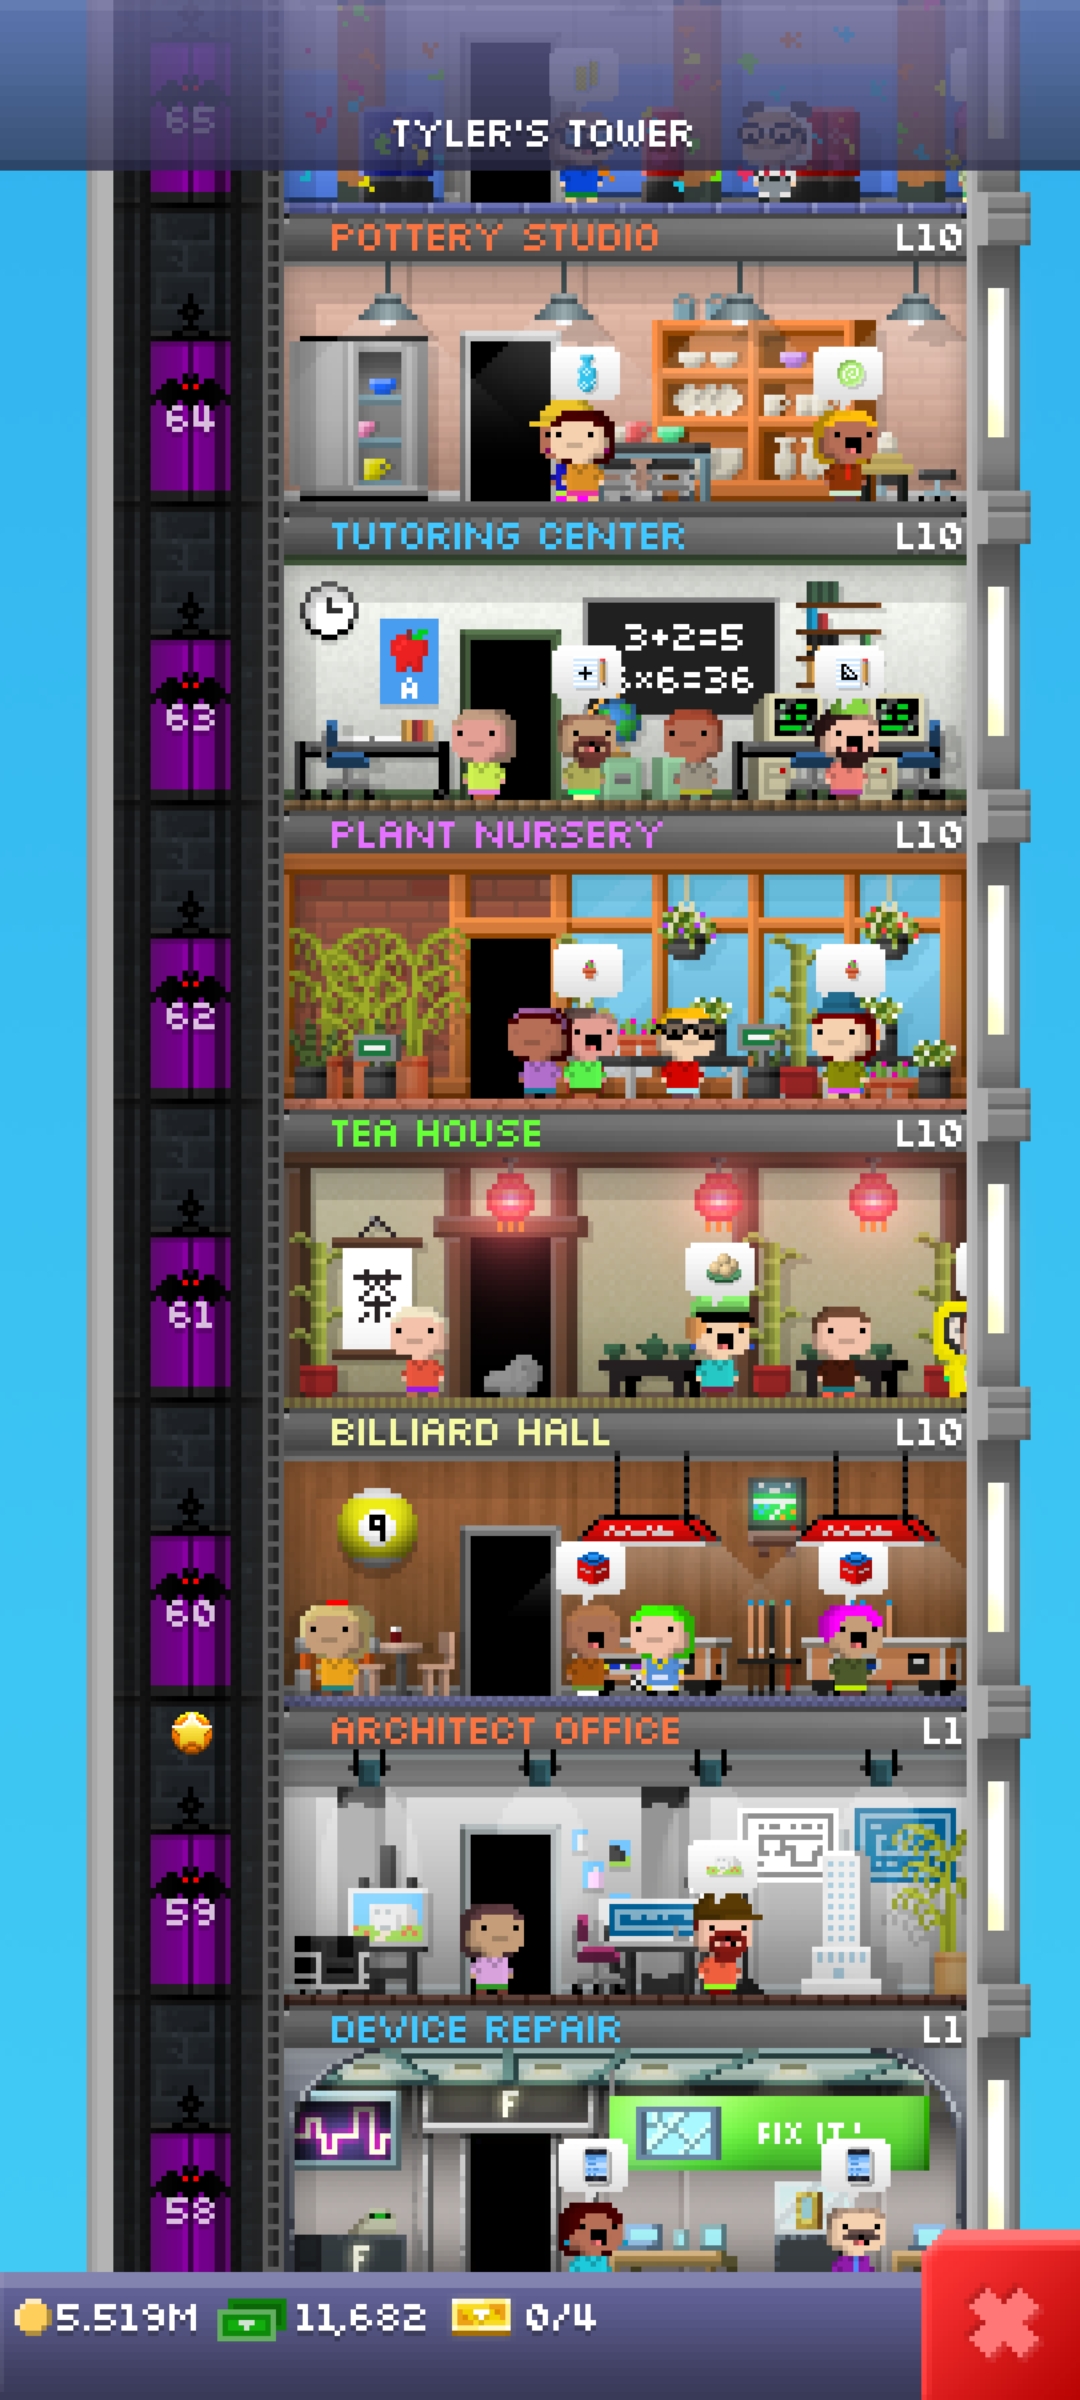 65
TYLER'S TOWER
POTTERY STUDIO L10
64
TUTORING CENTER L10
3+2=5
6x6=36
A
63
PLANT NURSERY L10
62
TEA HOUSE L10
茶
61
BILLIARD HALL L10
9
60
ARCHITECT OFFICE L1
59
DEVICE REPAIR L1
F
FIX IT!
58
F
5.519M 11,682 0/4